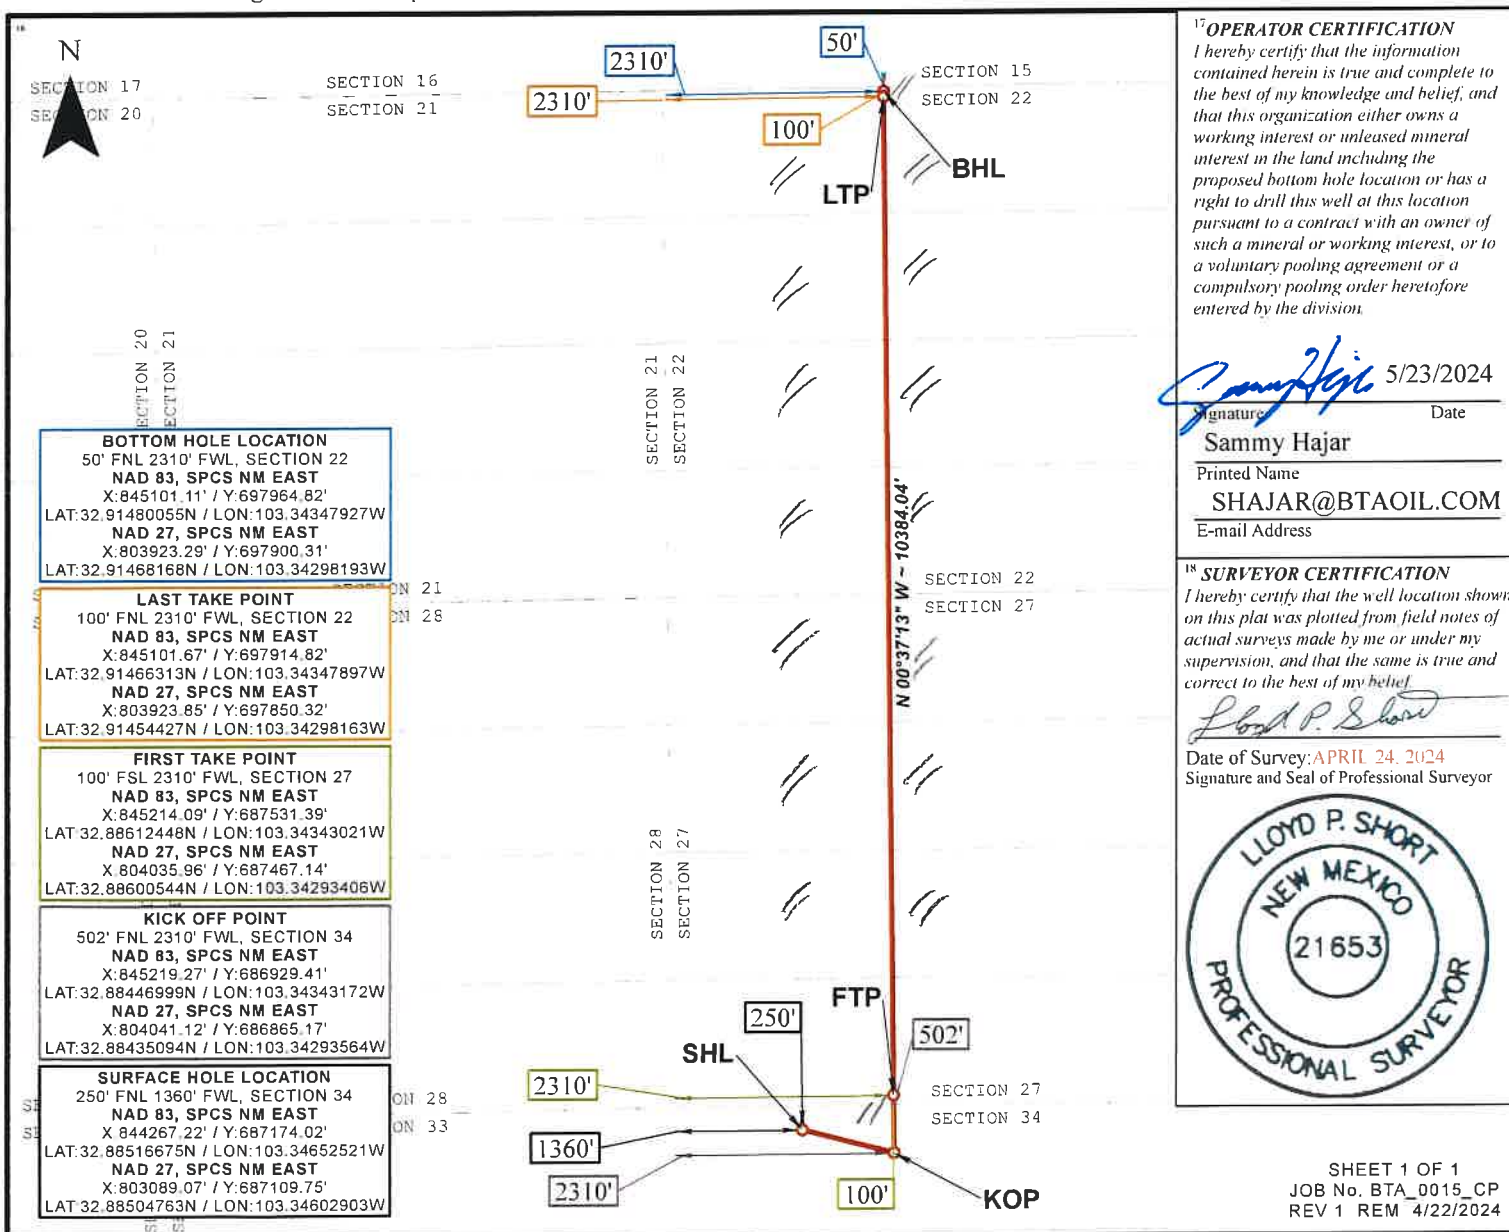 N
SECTION 17
SECTION 16
SECTION 21
2310'
50'
SECTION 15
SECTION 22
2310'
100'
BHL
LTP
SECTION 21
SECTION 21
SECTION 22
BOTTOM HOLE LOCATION
50' FNL 2310' FWL, SECTION 22
NAD 83, SPCS NM EAST
X:845101.11' / Y:697964.82'
LAT:32.91480055N / LON:103.34347927W
NAD 27, SPCS NM EAST
X:803923.29' / Y:697900.31'
LAT:32.91468168N / LON:103.34298193W
LAST TAKE POINT
100' FNL 2310' FWL, SECTION 22
NAD 83, SPCS NM EAST
X:845101.67' / Y:697914.82'
LAT:32.91466313N / LON:103.34347897W
NAD 27, SPCS NM EAST
X:803923.85' / Y:697850.32'
LAT:32.91454427N / LON:103.34298163W
FIRST TAKE POINT
100' FSL 2310' FWL, SECTION 27
NAD 83, SPCS NM EAST
X:845214.09' / Y:687531.39'
LAT:32.88612448N / LON:103.34343021W
NAD 27, SPCS NM EAST
X:804035.96' / Y:687467.14'
LAT:32.88600544N / LON:103.34293406W
KICK OFF POINT
502' FNL 2310' FWL, SECTION 34
NAD 83, SPCS NM EAST
X:845219.27' / Y:686929.41'
LAT:32.88446999N / LON:103.34343172W
NAD 27, SPCS NM EAST
X:804041.12' / Y:686865.17'
LAT:32.88435094N / LON:103.34293564W
SURFACE HOLE LOCATION
250' FNL 1360' FWL, SECTION 34
NAD 83, SPCS NM EAST
X:844267.22' / Y:687174.02'
LAT:32.88516675N / LON:103.34652521W
NAD 27, SPCS NM EAST
X:803089.07' / Y:687109.75'
LAT:32.88504763N / LON:103.34602903W
ON 21
ON 28
N 00°37'13" W ~ 10384.04'
SECTION 22
SECTION 27
SECTION 28
SECTION 27
FTP
250'
502'
SHL
2310'
SECTION 27
SECTION 34
ON 28
ON 33
1360'
2310'
100'
KOP
17 OPERATOR CERTIFICATION
I hereby certify that the information
contained herein is true and complete to
the best of my knowledge and belief, and
that this organization either owns a
working interest or unleased mineral
interest in the land including the
proposed bottom hole location or has a
right to drill this well at this location
pursuant to a contract with an owner of
such a mineral or working interest, or to
a voluntary pooling agreement or a
compulsory pooling order heretofore
entered by the division.
5/23/2024
Signature Date
Sammy Hajar
Printed Name
SHAJAR@BTAOIL.COM
E-mail Address
18 SURVEYOR CERTIFICATION
I hereby certify that the well location shown
on this plat was plotted from field notes of
actual surveys made by me or under my
supervision, and that the same is true and
correct to the best of my belief.
Lloyd P. Short
Date of Survey: APRIL 24, 2024
Signature and Seal of Professional Surveyor
LLOYD P. SHORT
NEW MEXICO
21653
PROFESSIONAL SURVEYOR
SHEET 1 OF 1
JOB No. BTA_0015_CP
REV 1 REM 4/22/2024